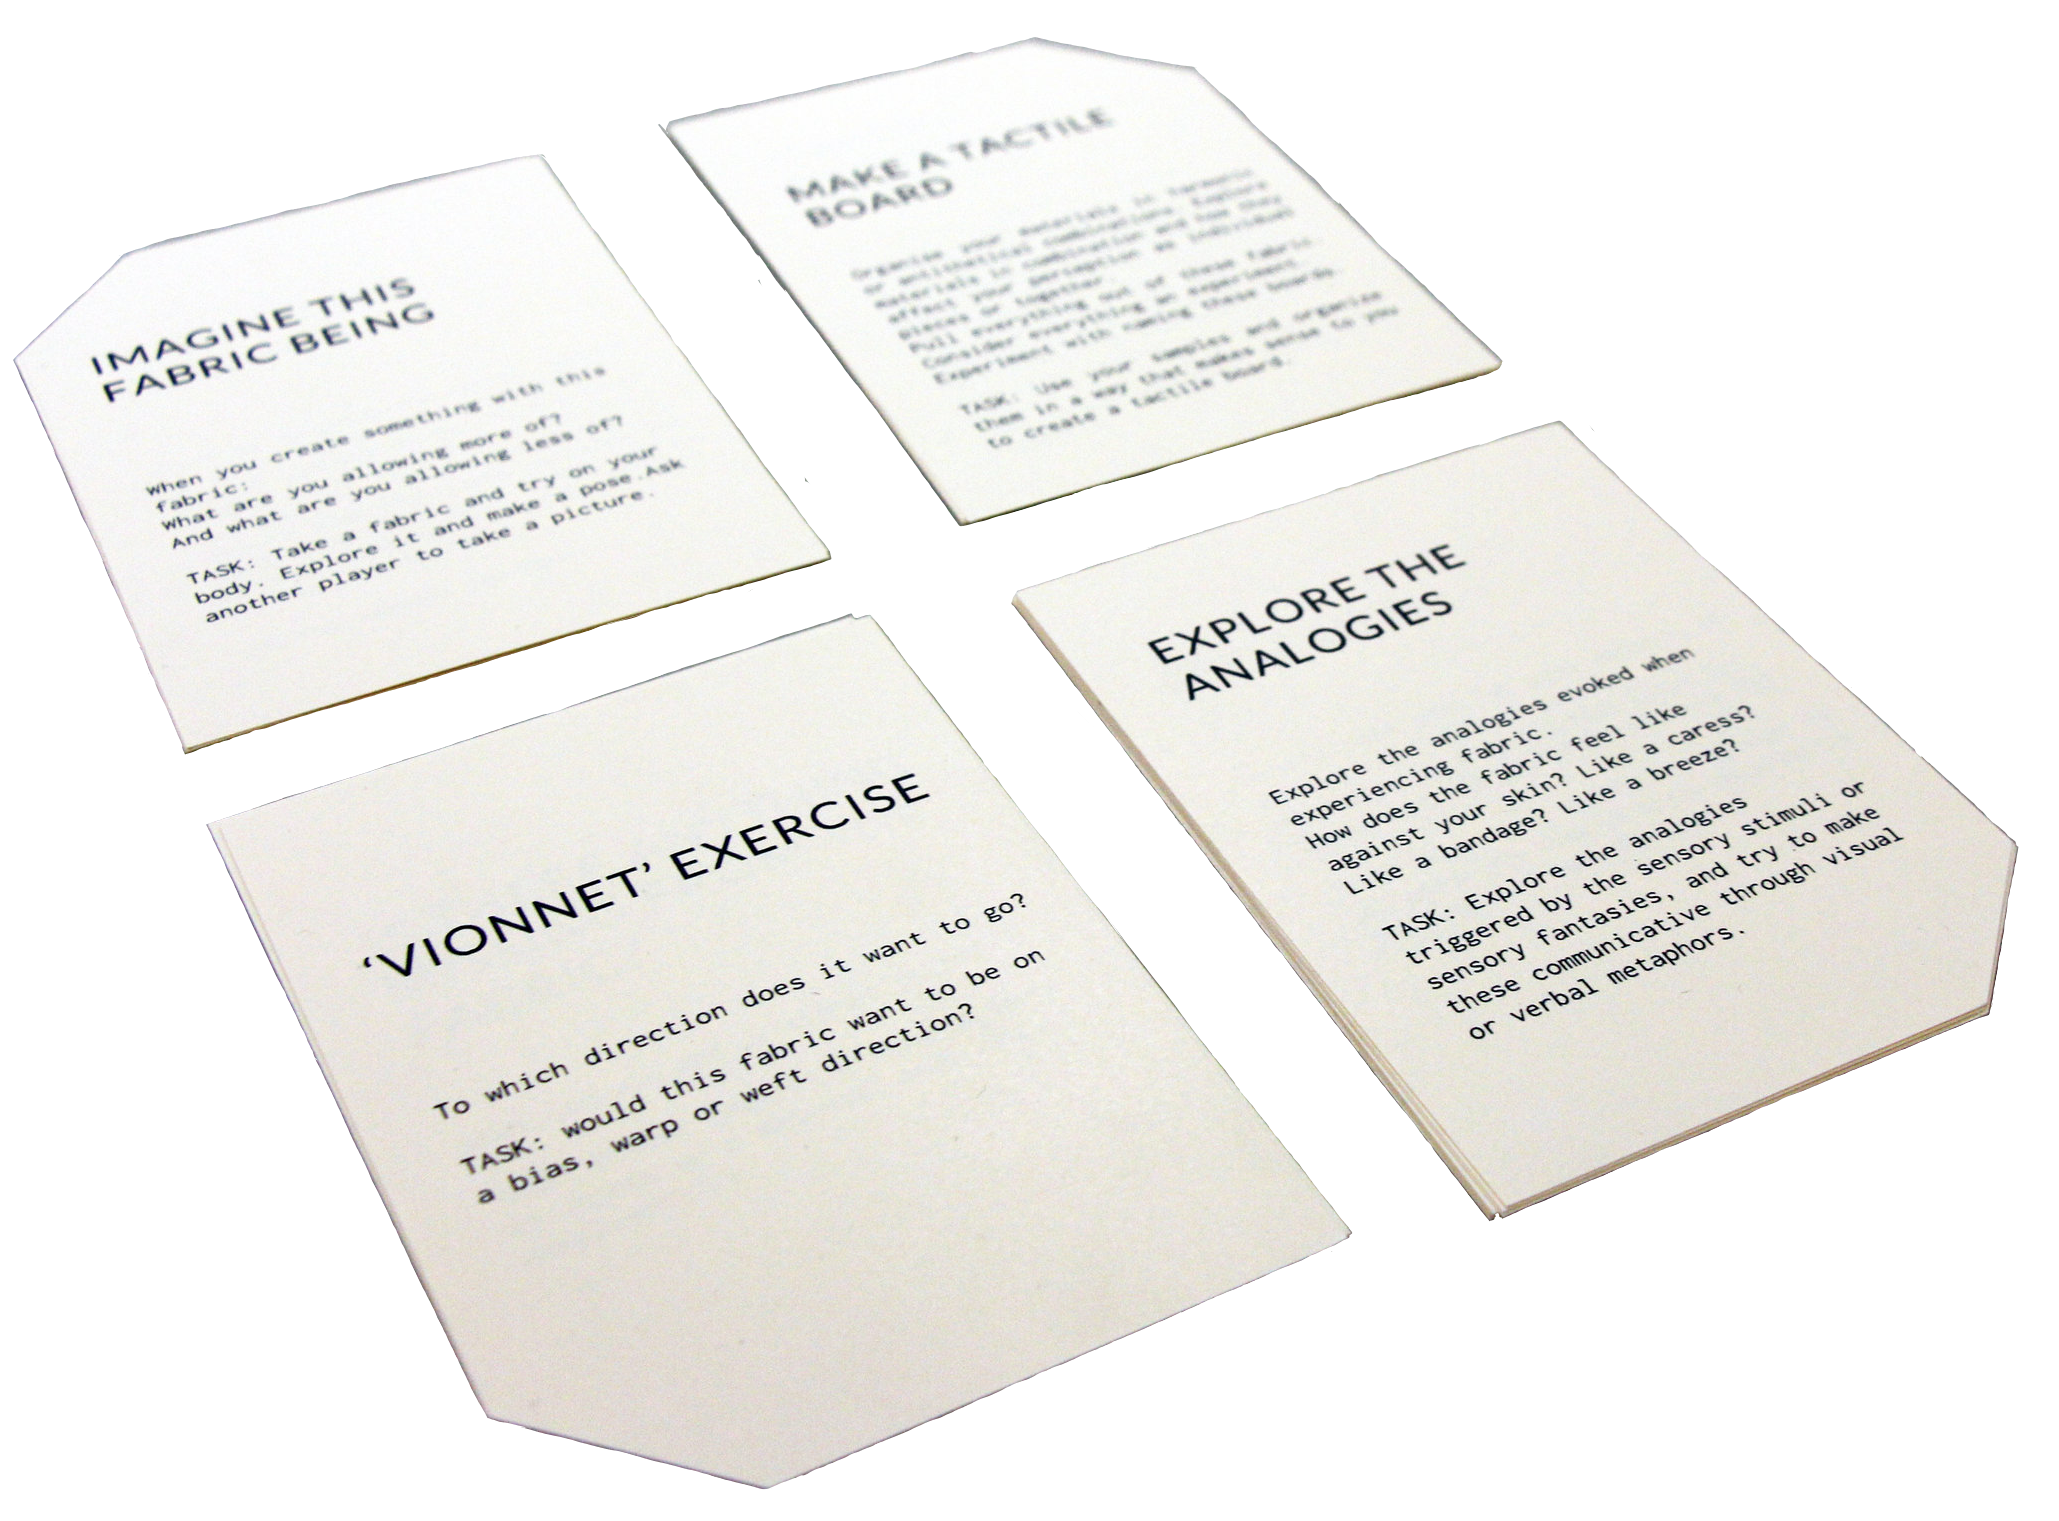 IMAGINE THIS
FABRIC BEING
When you create something with this
fabric:
What are you allowing more of?
And what are you allowing less of?
TASK: Take a fabric and try on your
body. Explore it and make a pose.Ask
another player to take a picture.
MAKE A TACTILE
BOARD
Organise your materials in harmonic
or antithetical combinations. Explore
materials in combination and how they
affect your perception as individual
pieces or together.
Pull everything out of these fabric.
Consider everything an experiment.
Experiment with naming these boards.
TASK: Use your samples and organize
them in a way that makes sense to you
to create a tactile board.
‘VIONNET’ EXERCISE
To which direction does it want to go?
TASK: would this fabric want to be on
a bias, warp or weft direction?
EXPLORE THE
ANALOGIES
Explore the analogies evoked when
experiencing fabric.
How does the fabric feel like
against your skin? Like a caress?
Like a bandage? Like a breeze?
TASK: Explore the analogies
triggered by the sensory stimuli or
sensory fantasies, and try to make
these communicative through visual
or verbal metaphors.